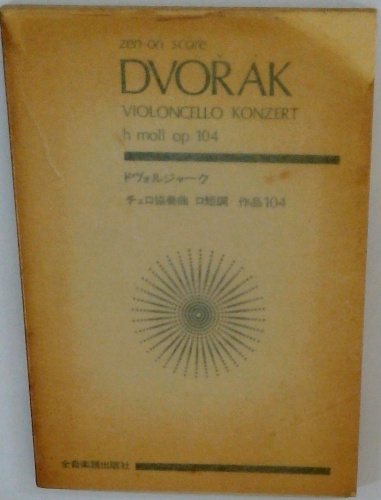 zen-on score
DVOŘÁK
VIOLONCELLO KONZERT
h moll op 104
ドヴォルジャーク
チェロ協奏曲 ロ短調 作品104
全音楽譜出版社